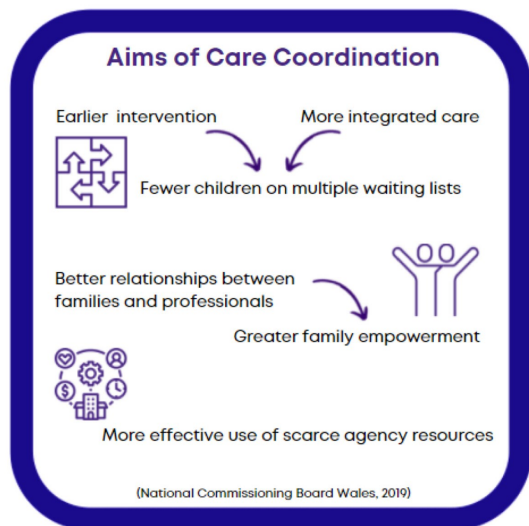 Aims of Care Coordination
Earlier intervention
More integrated care
Fewer children on multiple waiting lists
Better relationships between
families and professionals
Greater family empowerment
$
More effective use of scarce agency resources
(National Commissioning Board Wales, 2019)